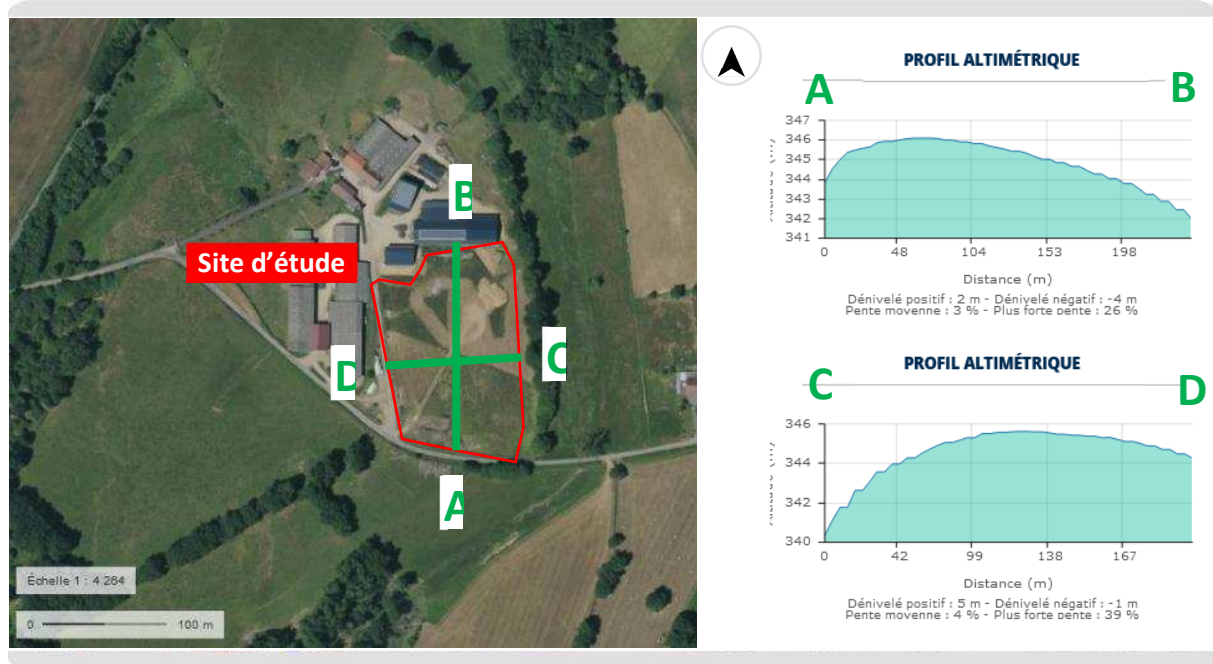 B
Site d'étude
D
C
A
Échelle 1 : 4 264
0 100 m
PROFIL ALTIMÉTRIQUE
A B
347
346
345
344
343
342
341
0 48 104 153 198
Distance (m)
Dénivelé positif : 2 m - Dénivelé négatif : -4 m
Pente moyenne : 3 % - Plus forte pente : 26 %
PROFIL ALTIMÉTRIQUE
C D
346
344
342
340
0 42 99 138 167
Distance (m)
Dénivelé positif : 5 m - Dénivelé négatif : -1 m
Pente moyenne : 4 % - Plus forte pente : 39 %